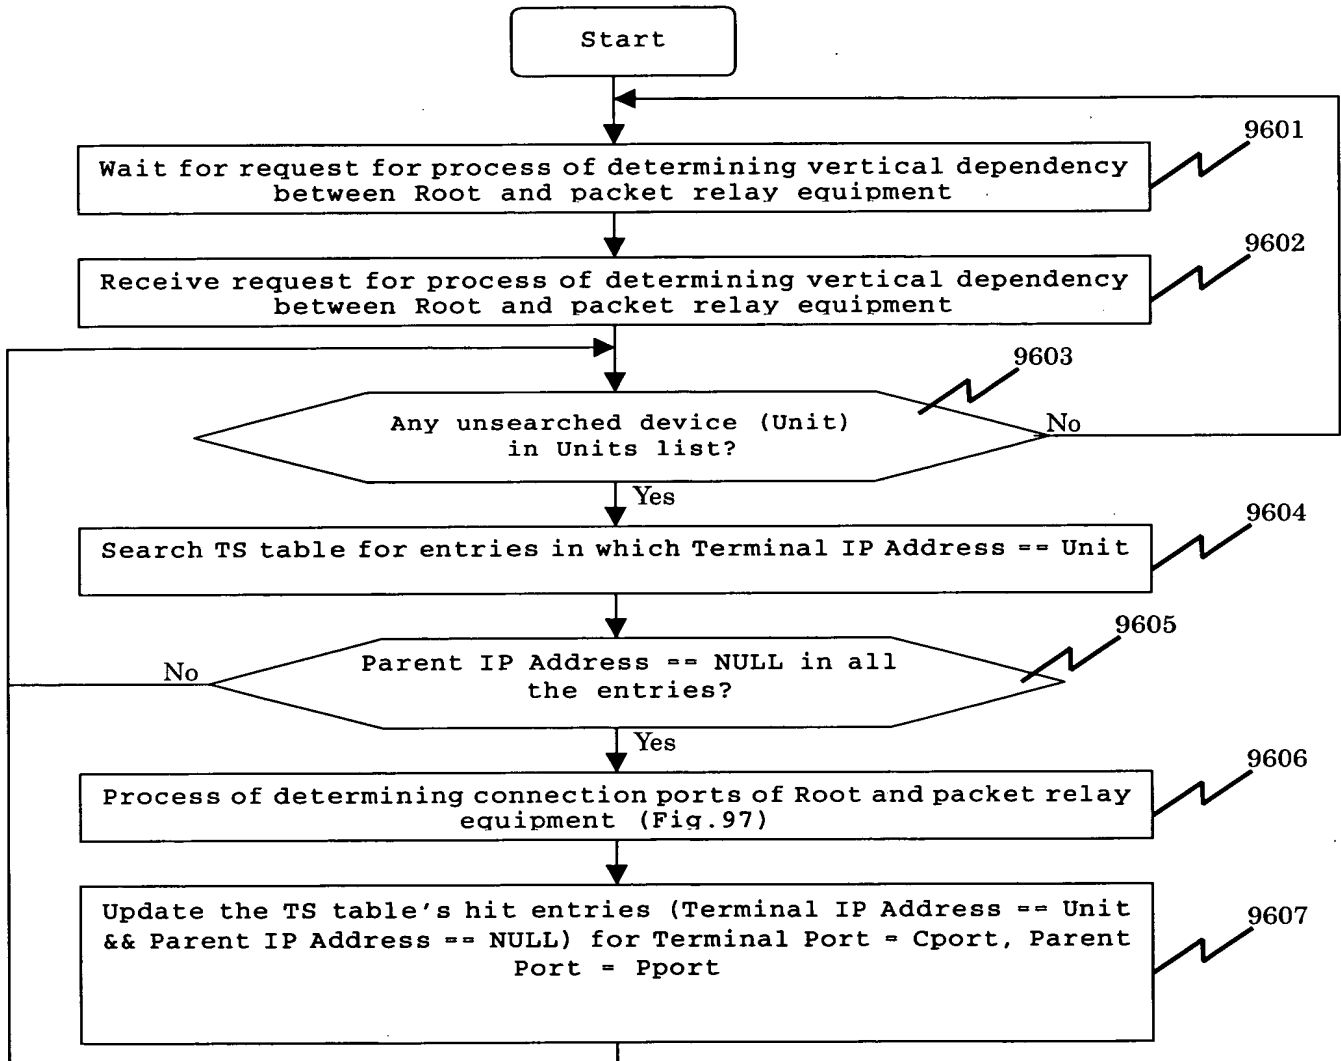 Start
9601
Wait for request for process of determining vertical dependency
between Root and packet relay equipment
9602
Receive request for process of determining vertical dependency
between Root and packet relay equipment
9603
Any unsearched device (Unit)
in Units list?
No
Yes
9604
Search TS table for entries in which Terminal IP Address == Unit
9605
Parent IP Address == NULL in all
the entries?
No
Yes
9606
Process of determining connection ports of Root and packet relay
equipment (Fig.97)
9607
Update the TS table's hit entries (Terminal IP Address == Unit
&& Parent IP Address == NULL) for Terminal Port = Cport, Parent
Port = Pport